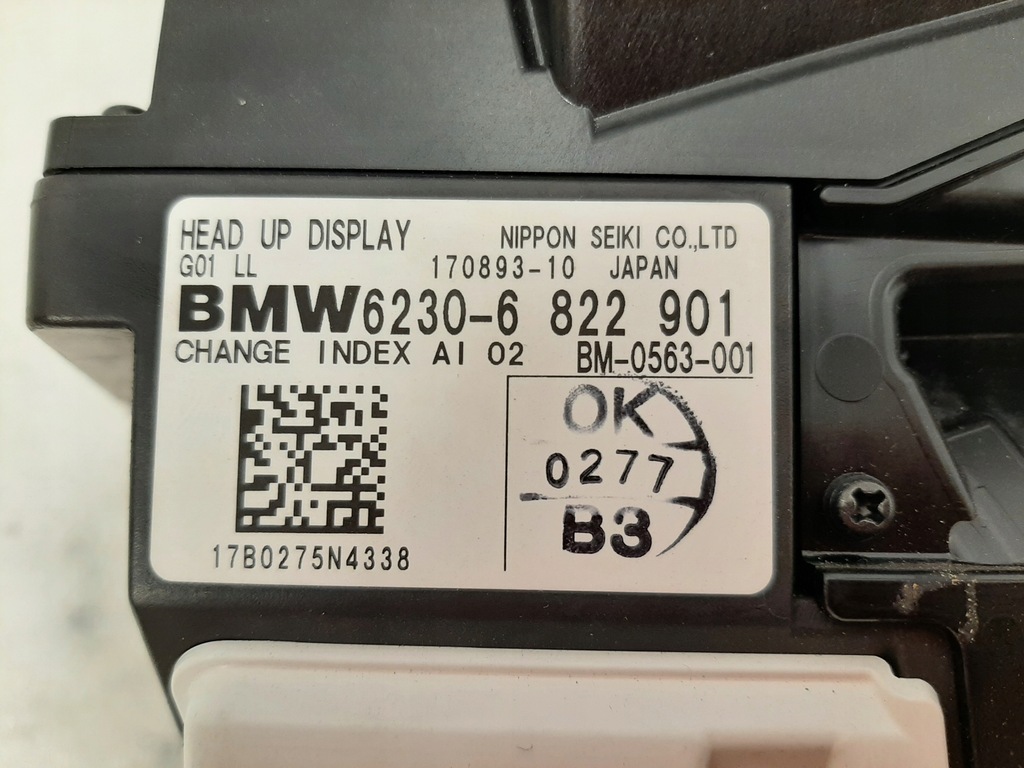 HEAD UP DISPLAY NIPPON SEIKI CO.,LTD
G01 LL 170893-10 JAPAN
BMW6230-6 822 901
CHANGE INDEX AI 02 BM-0563-001
OK
0277
B3
17B0275N4338